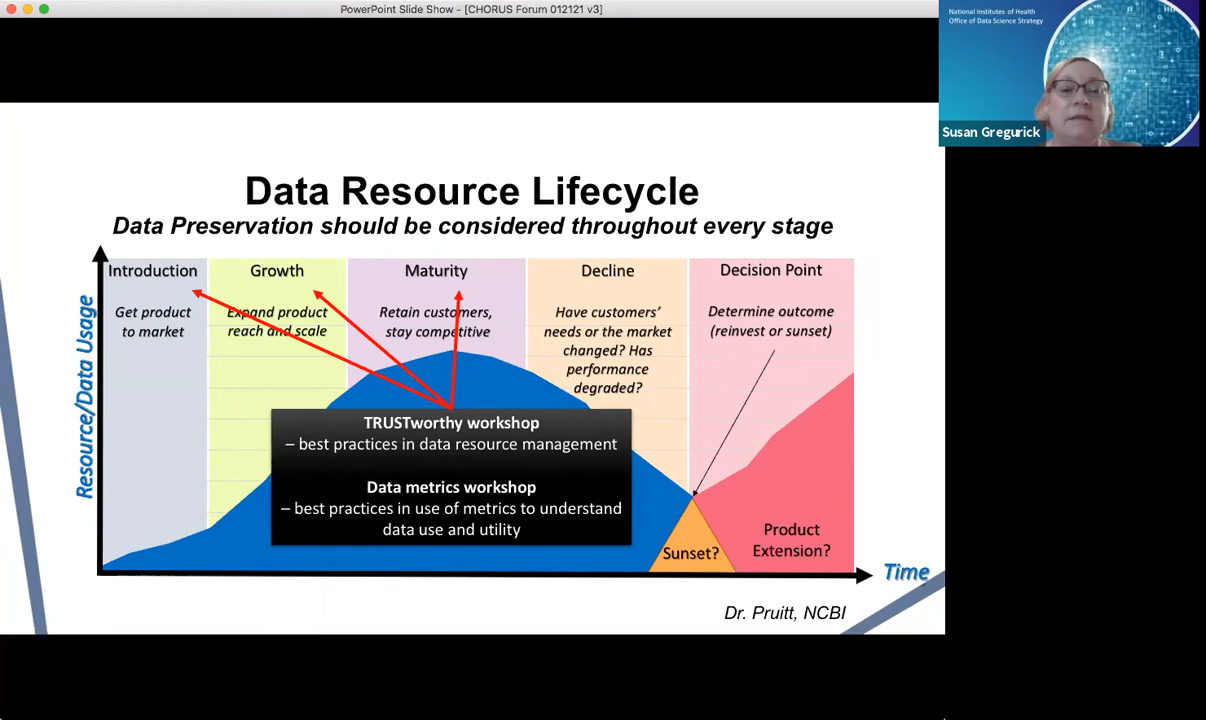 PowerPoint Slide Show - [CHORUS Forum 012121 v3]
National Institutes of Health
Office of Data Science Strategy
Susan Gregurick
Data Resource Lifecycle
Data Preservation should be considered throughout every stage
Resource/Data Usage
Introduction
Get product
to market
Growth
Expand product
reach and scale
Maturity
Retain customers,
stay competitive
Decline
Have customers'
needs or the market
changed? Has
performance
degraded?
Decision Point
Determine outcome
(reinvest or sunset)
TRUSTworthy workshop
– best practices in data resource management
Data metrics workshop
– best practices in use of metrics to understand
data use and utility
Sunset?
Product
Extension?
Time
Dr. Pruitt, NCBI